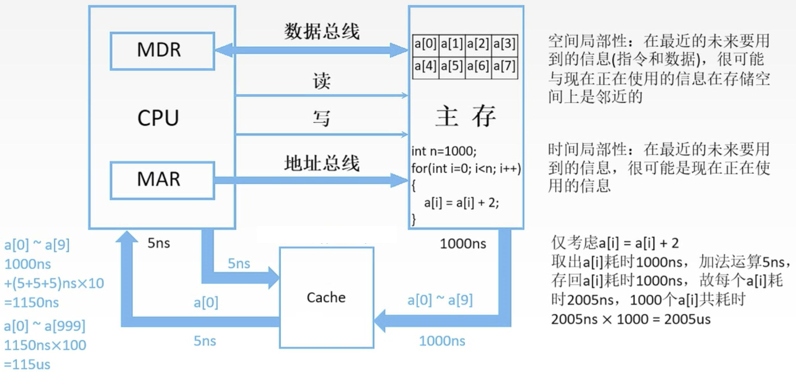 MDR
CPU
MAR
数据总线
读
写
地址总线
a[0] a[1] a[2] a[3]
a[4] a[5] a[6] a[7]
主 存
int n=1000;
for(int i=0; i<n; i++)
{
a[i] = a[i] + 2;
}
空间局部性：在最近的未来要用
到的信息(指令和数据)，很可能
与现在正在使用的信息在存储空
间上是邻近的
时间局部性：在最近的未来要用
到的信息，很可能是现在正在使
用的信息
a[0] ~ a[9]
1000ns
+(5+5+5)ns×10
=1150ns
a[0] ~ a[999]
1150ns×100
=115us
5ns
5ns
a[0]
5ns
Cache
1000ns
a[0] ~ a[9]
1000ns
仅考虑a[i] = a[i] + 2
取出a[i]耗时1000ns，加法运算5ns，
存回a[i]耗时1000ns，故每个a[i]耗
时2005ns，1000个a[i]共耗时
2005ns × 1000 = 2005us